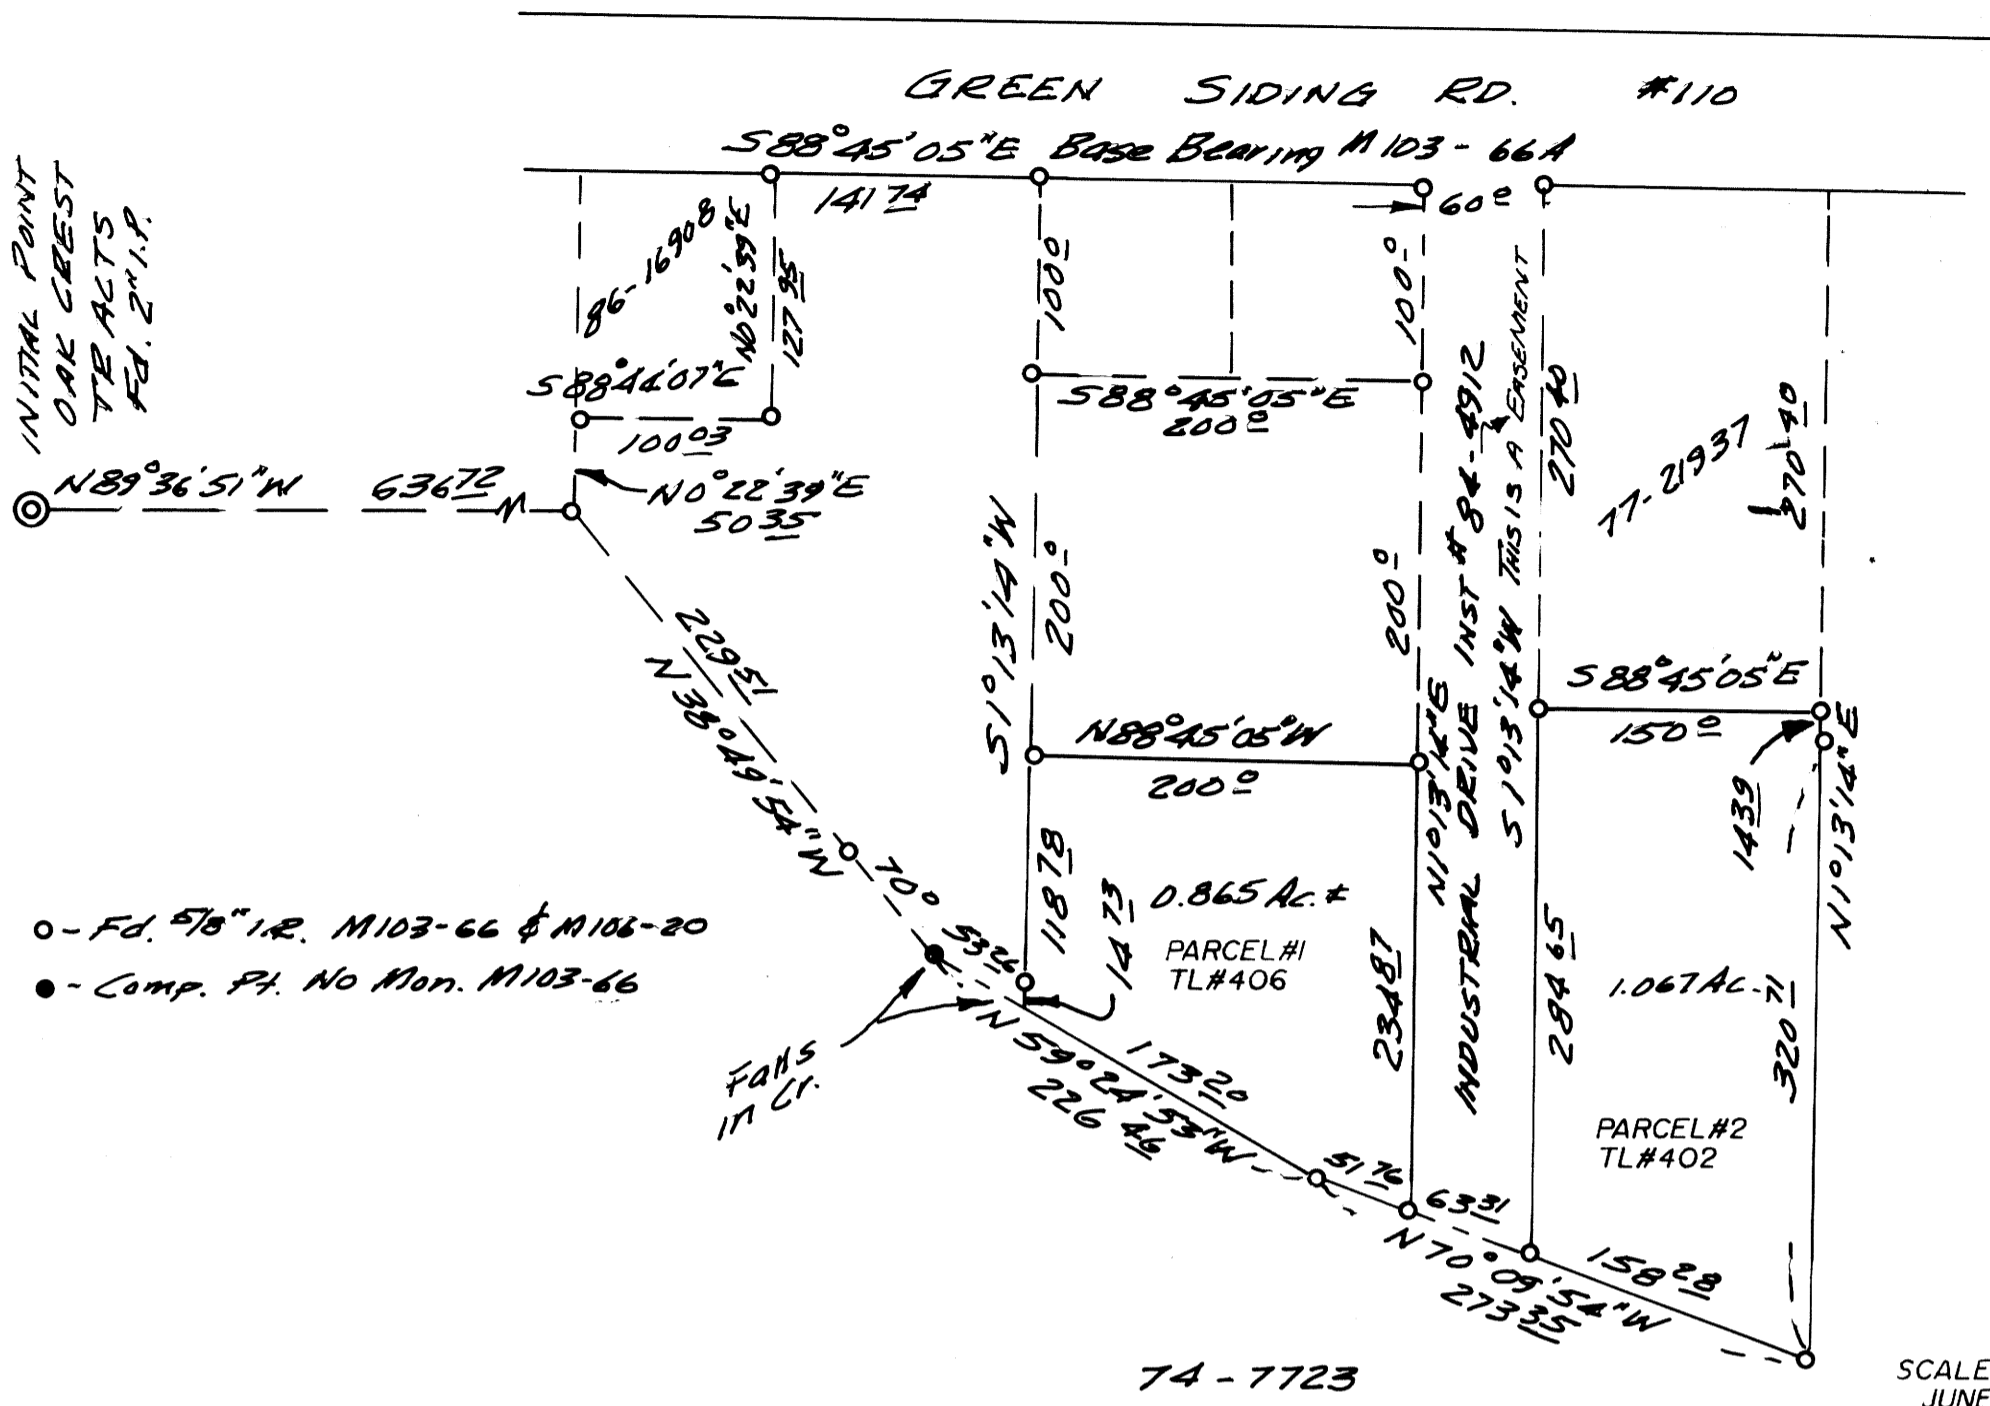 GREEN SIDING RD. #110
S88°45'05"E Base Bearing M103-66A
141 74
60 0
INITIAL POINT
OAK CREST
TRACTS
Fd. 2" I.P.
86-16908
N0°22'39"E
127 95
S88°44'07"E
100 03
N89°36'51"W 636 72
N0°22'39"E
50 35
100 0
100 0
S88°45'05"E
200 0
S1°13'14"W
200 0
200 0
N1°13'14"E
INDUSTRIAL DRIVE INST # 84-4912
S1°13'14"W THIS IS A EASEMENT
270 40
77-21937
270 40
S88°45'05"E
150 0
14 39
N1°13'14"E
229 51
N38°49'54"W
70 0
N88°45'05"W
200 0
118 78
14 73
0.865 Ac.±
PARCEL #1
TL#406
234 87
284 65
1.067 AC.
320 71
PARCEL #2
TL#402
o - Fd. 5/8" I.R. M103-66 & M106-20
● - Comp. Pt. No Mon. M103-66
53 26
Falls
in Cr.
N59°24'53"W
173 20
226 46
51 76
63 31
N70°09'54"W
158 28
273 35
74-7723
SCALE
JUNE